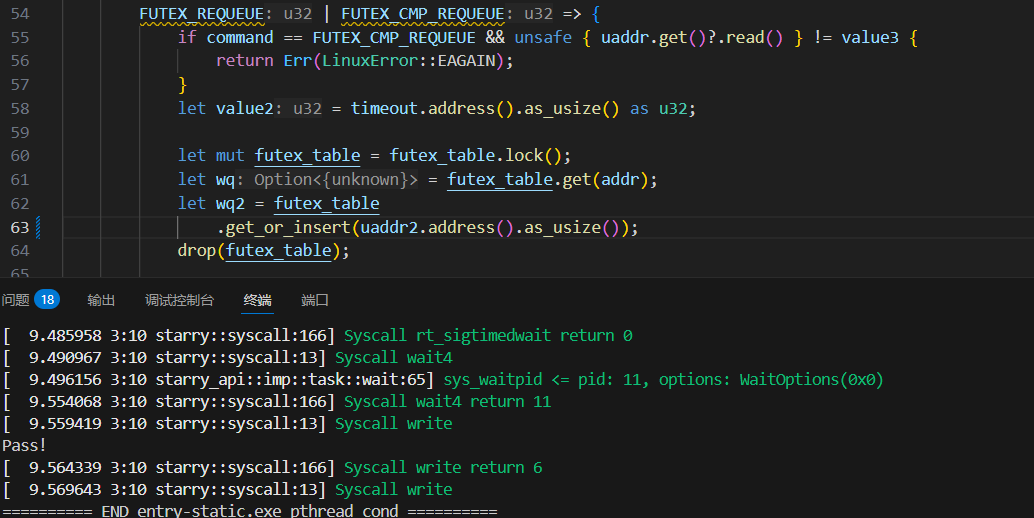 54 FUTEX_REQUEUE: u32 | FUTEX_CMP_REQUEUE: u32 => {
55 if command == FUTEX_CMP_REQUEUE && unsafe { uaddr.get()?.read() } != value3 {
56 return Err(LinuxError::EAGAIN);
57 }
58 let value2: u32 = timeout.address().as_usize() as u32;
59
60 let mut futex_table = futex_table.lock();
61 let wq: Option<{unknown}> = futex_table.get(addr);
62 let wq2 = futex_table
63 .get_or_insert(uaddr2.address().as_usize());
64 drop(futex_table);
65
问题 18 输出 调试控制台 终端 端口
[ 9.485958 3:10 starry::syscall:166] Syscall rt_sigtimedwait return 0
[ 9.490967 3:10 starry::syscall:13] Syscall wait4
[ 9.496156 3:10 starry_api::imp::task::wait:65] sys_waitpid <= pid: 11, options: WaitOptions(0x0)
[ 9.554068 3:10 starry::syscall:166] Syscall wait4 return 11
[ 9.559419 3:10 starry::syscall:13] Syscall write
Pass!
[ 9.564339 3:10 starry::syscall:166] Syscall write return 6
[ 9.569643 3:10 starry::syscall:13] Syscall write
========== END entry-static.exe pthread_cond ==========